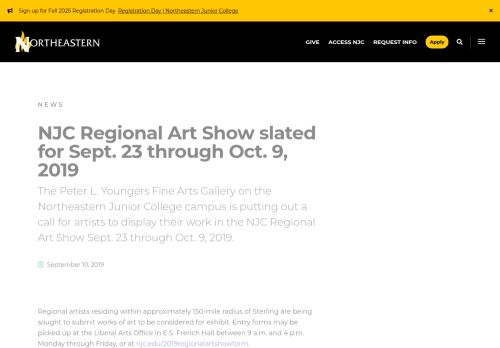 Sign up for Fall 2025 Registration Day Registration Day | Northeastern Junior College ×
NORTHEASTERN GIVE ACCESS NJC REQUEST INFO Apply
NEWS
NJC Regional Art Show slated
for Sept. 23 through Oct. 9,
2019
The Peter L. Youngers Fine Arts Gallery on the
Northeastern Junior College campus is putting out a
call for artists to display their work in the NJC Regional
Art Show Sept. 23 through Oct. 9, 2019.
September 10, 2019
Regional artists residing within approximately 150-mile radius of Sterling are being
sought to submit works of art to be considered for exhibit. Entry forms may be
picked up at the Liberal Arts Office in E.S. French Hall between 9 a.m. and 4 p.m.
Monday through Friday, or at njc.edu/2019regionalartshowform.